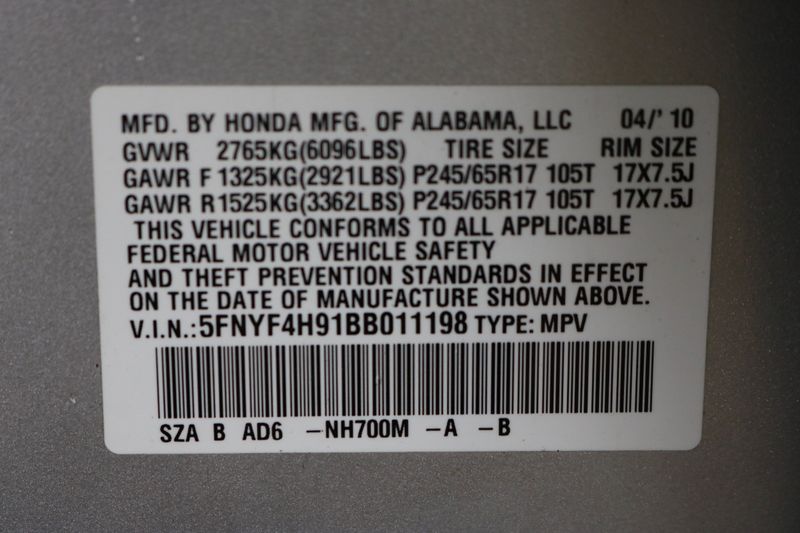 MFD. BY HONDA MFG. OF ALABAMA, LLC 04/' 10
GVWR 2765KG(6096LBS) TIRE SIZE RIM SIZE
GAWR F 1325KG(2921LBS) P245/65R17 105T 17X7.5J
GAWR R1525KG(3362LBS) P245/65R17 105T 17X7.5J
THIS VEHICLE CONFORMS TO ALL APPLICABLE
FEDERAL MOTOR VEHICLE SAFETY
AND THEFT PREVENTION STANDARDS IN EFFECT
ON THE DATE OF MANUFACTURE SHOWN ABOVE.
V.I.N.:5FNYF4H91BB011198 TYPE: MPV
SZA B AD6 -NH700M -A -B